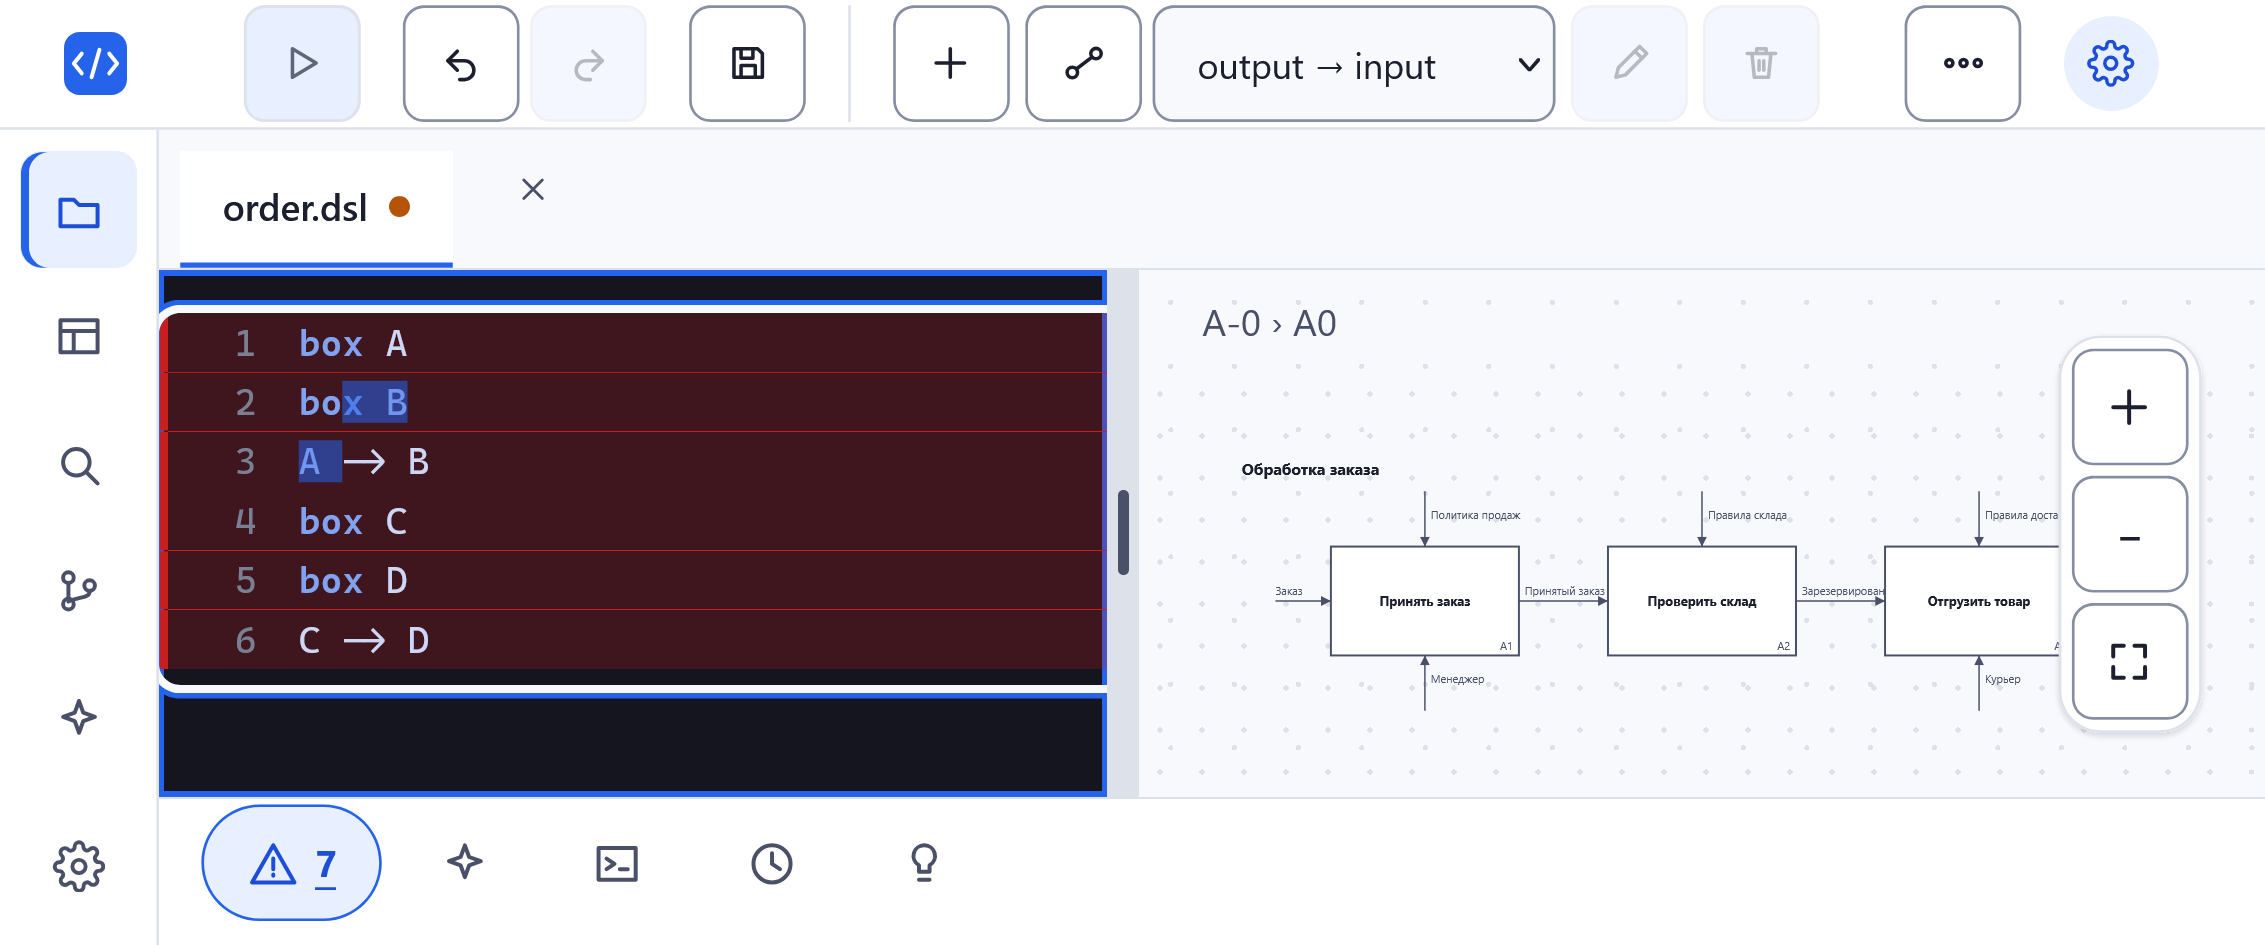 output → input
order.dsl
1 box A
2 box B
3 A → B
4 box C
5 box D
6 C → D
A-0 › A0
Обработка заказа
Политика продаж
Правила склада
Правила доста
Заказ
Принять заказ
A1
Принятый заказ
Проверить склад
A2
Зарезервирован
Отгрузить товар
Менеджер
Курьер
7